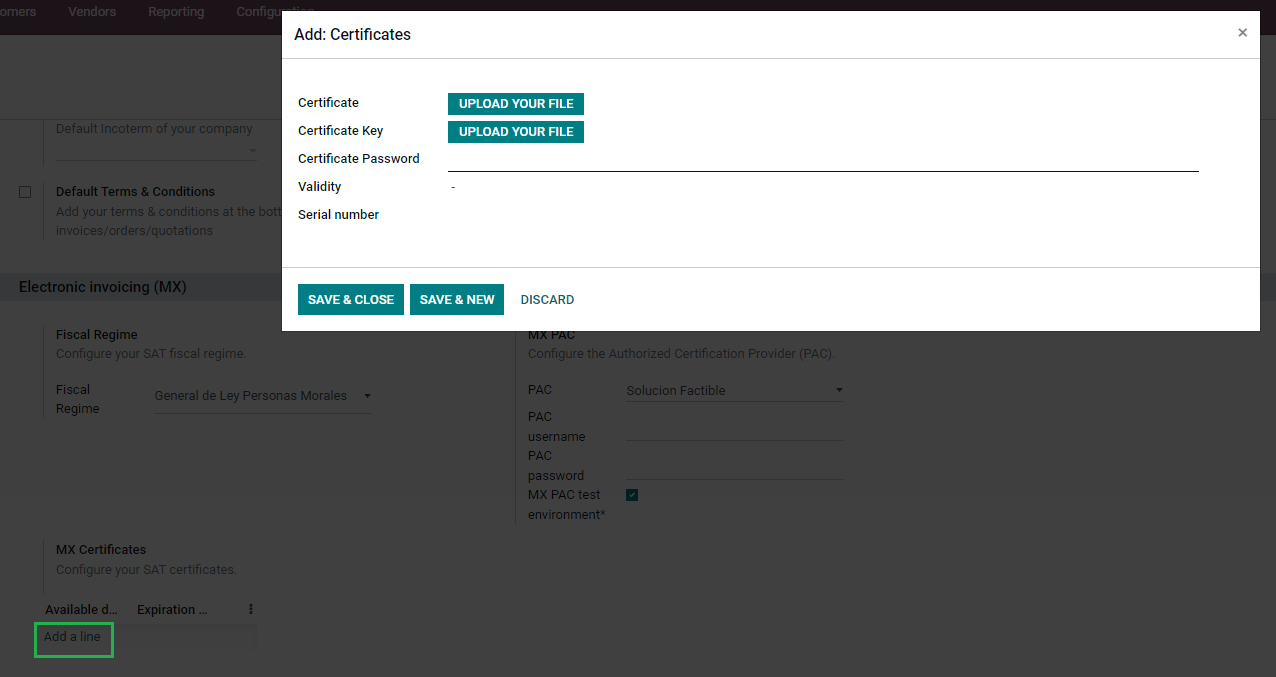 omers Vendors Reporting
Add: Certificates
×
Certificate UPLOAD YOUR FILE
Certificate Key UPLOAD YOUR FILE
Certificate Password
Validity -
Serial number
SAVE & CLOSE SAVE & NEW DISCARD
Default Incoterm of your company
Default Terms & Conditions
Add your terms & conditions at the
invoices/orders/quotations
Electronic invoicing (MX)
Fiscal Regime
Configure your SAT fiscal regime.
Fiscal
Regime
General de Ley Personas Morales
MX PAC
Configure the Authorized Certification Provider (PAC).
PAC Solucion Factible
PAC
username
PAC
password
MX PAC test
environment*
MX Certificates
Configure your SAT certificates.
Available d... Expiration ...
Add a line